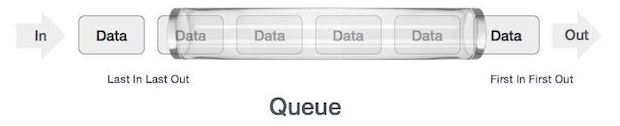 In Data Data Data Data Data Data Out
Last In Last Out First In First Out
Queue